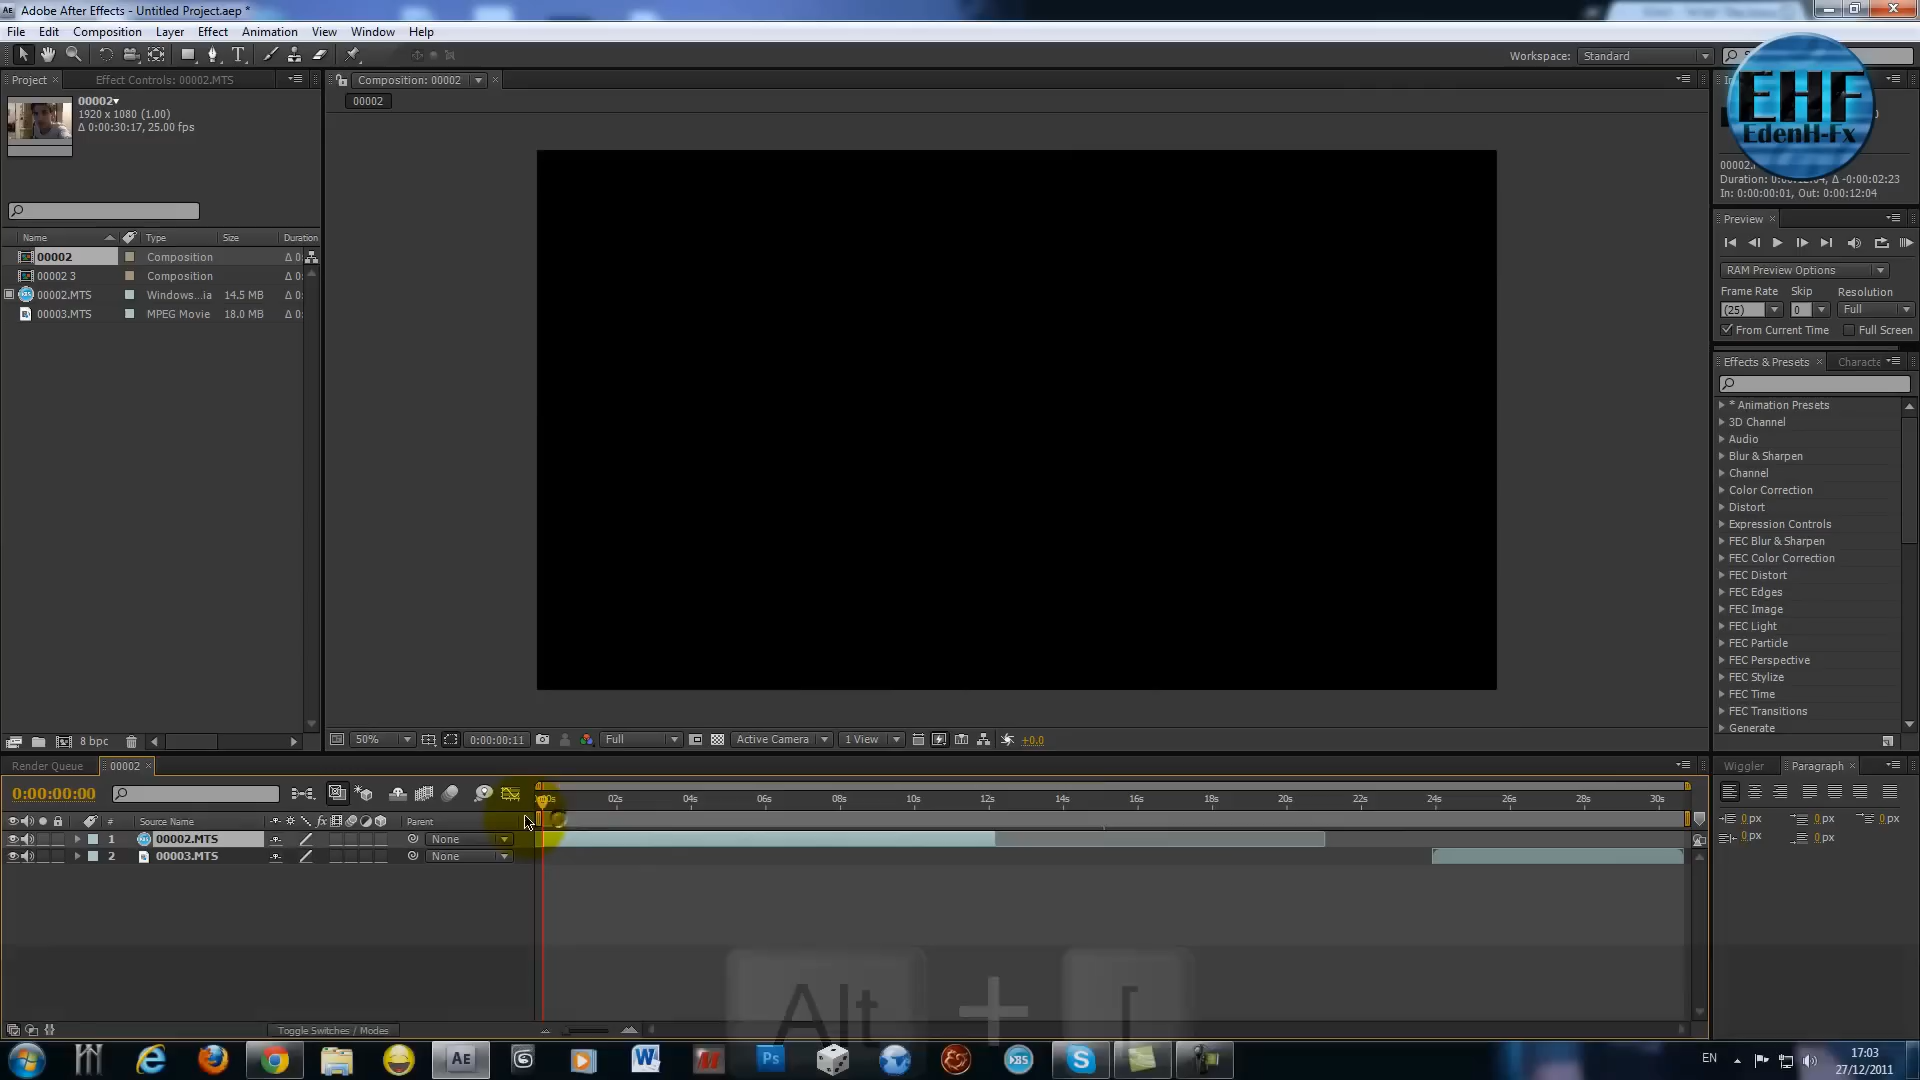 Adobe After Effects - Untitled Project.aep *
File Edit Composition Layer Effect Animation View Window Help
Workspace: Standard
Project Effect Controls: 00002.MTS
Composition: 00002
00002
00002▾
1920 x 1080 (1.00)
Δ 0:00:30:17, 25.00 fps
EHF
EdenH-Fx
Duration: Δ -0:00:02:23
In: 0:00:00:01, Out: 0:00:12:04
Name Type Size Duration
00002 Composition Δ 0:
00002 3 Composition Δ 0:
00002.MTS Windows...ia 14.5 MB Δ 0:
00003.MTS MPEG Movie 18.0 MB Δ 0:
Preview
RAM Preview Options
Frame Rate Skip Resolution
(25) 0 Full
From Current Time Full Screen
Effects & Presets Characte
* Animation Presets
3D Channel
Audio
Blur & Sharpen
Channel
Color Correction
Distort
Expression Controls
FEC Blur & Sharpen
FEC Color Correction
FEC Distort
FEC Edges
FEC Image
FEC Light
FEC Particle
FEC Perspective
FEC Stylize
FEC Time
FEC Transitions
Generate
8 bpc
50% 0:00:00:11 Full Active Camera 1 View +0.0
Render Queue 00002
Wiggler Paragraph
0:00:00:00
02s 04s 06s 08s 10s 12s 14s 16s 18s 20s 22s 24s 26s 28s 30s
# Source Name fx Parent
1 00002.MTS None
2 00003.MTS None
0 px 0 px 0 px
0 px 0 px
Alt + [
Toggle Switches / Modes
AE W Ps KBS S
EN 17:03
27/12/2011